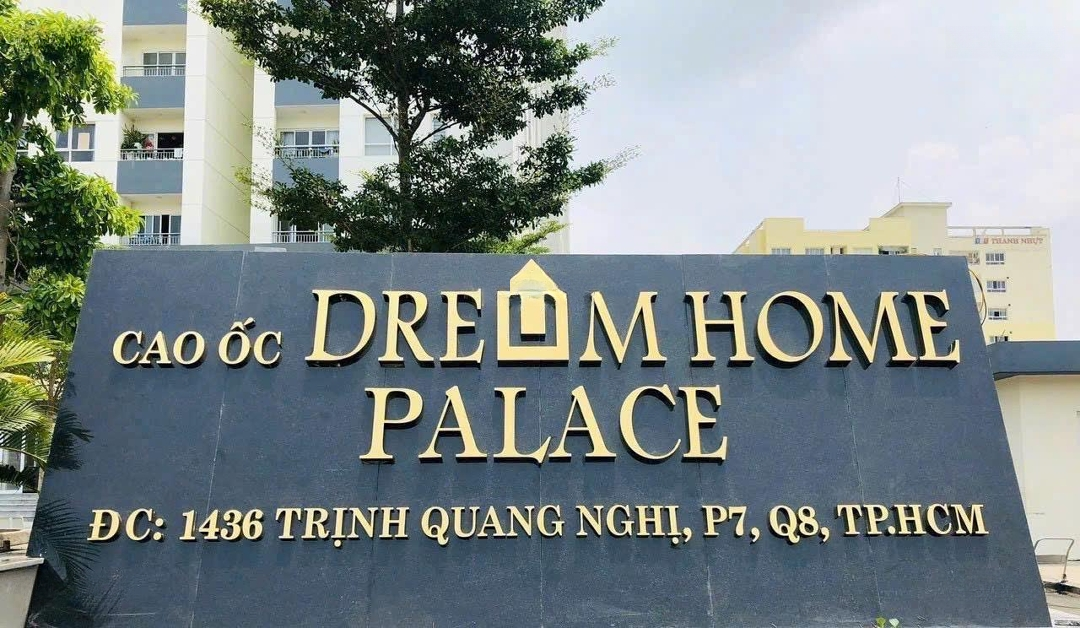 CAO ỐC DREAM HOME
PALACE
ĐC: 1436 TRỊNH QUANG NGHỊ, P7, Q8, TP.HCM
THANH NHỰT